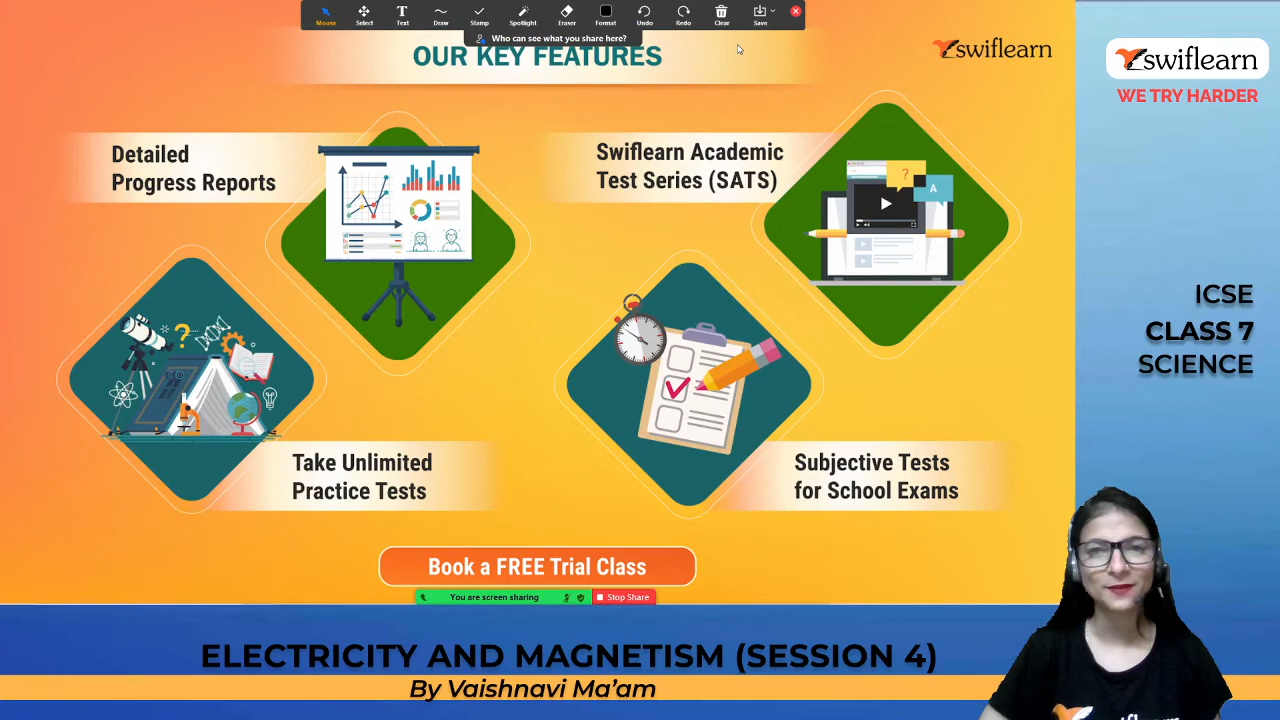 Mouse Select Text Draw Stamp Spotlight Eraser Format Undo Redo Clear Save
Who can see what you share here?
OUR KEY FEATURES
swiflearn
swiflearn
WE TRY HARDER
Detailed
Progress Reports
Swiflearn Academic
Test Series (SATS)
?
A
?
ICSE
CLASS 7
SCIENCE
Take Unlimited
Practice Tests
Subjective Tests
for School Exams
Book a FREE Trial Class
You are screen sharing
Stop Share
ELECTRICITY AND MAGNETISM (SESSION 4)
By Vaishnavi Ma'am
swiflearn